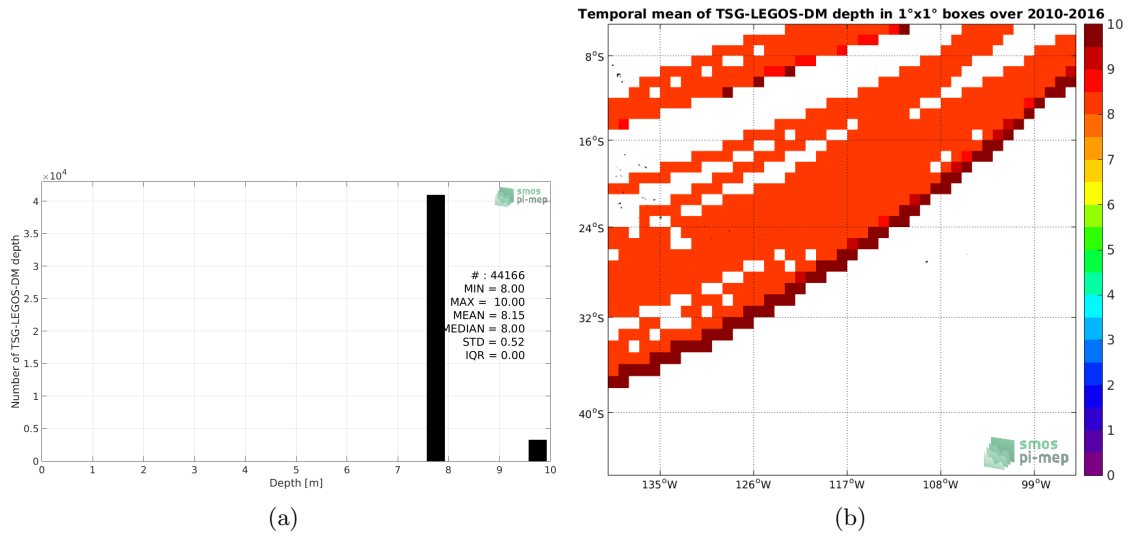 Temporal mean of TSG-LEGOS-DM depth in 1°x1° boxes over 2010-2016
×10⁴
4
3.5
3
2.5
2
1.5
1
0.5
0
Number of TSG-LEGOS-DM depth
smos
pi-mep
# : 44166
MIN = 8.00
MAX = 10.00
MEAN = 8.15
MEDIAN = 8.00
STD = 0.52
IQR = 0.00
0 1 2 3 4 5 6 7 8 9 10
Depth [m]
(a)
8°S
16°S
24°S
32°S
40°S
135°W 126°W 117°W 108°W 99°W
smos
pi-mep
10
9
8
7
6
5
4
3
2
1
0
(b)